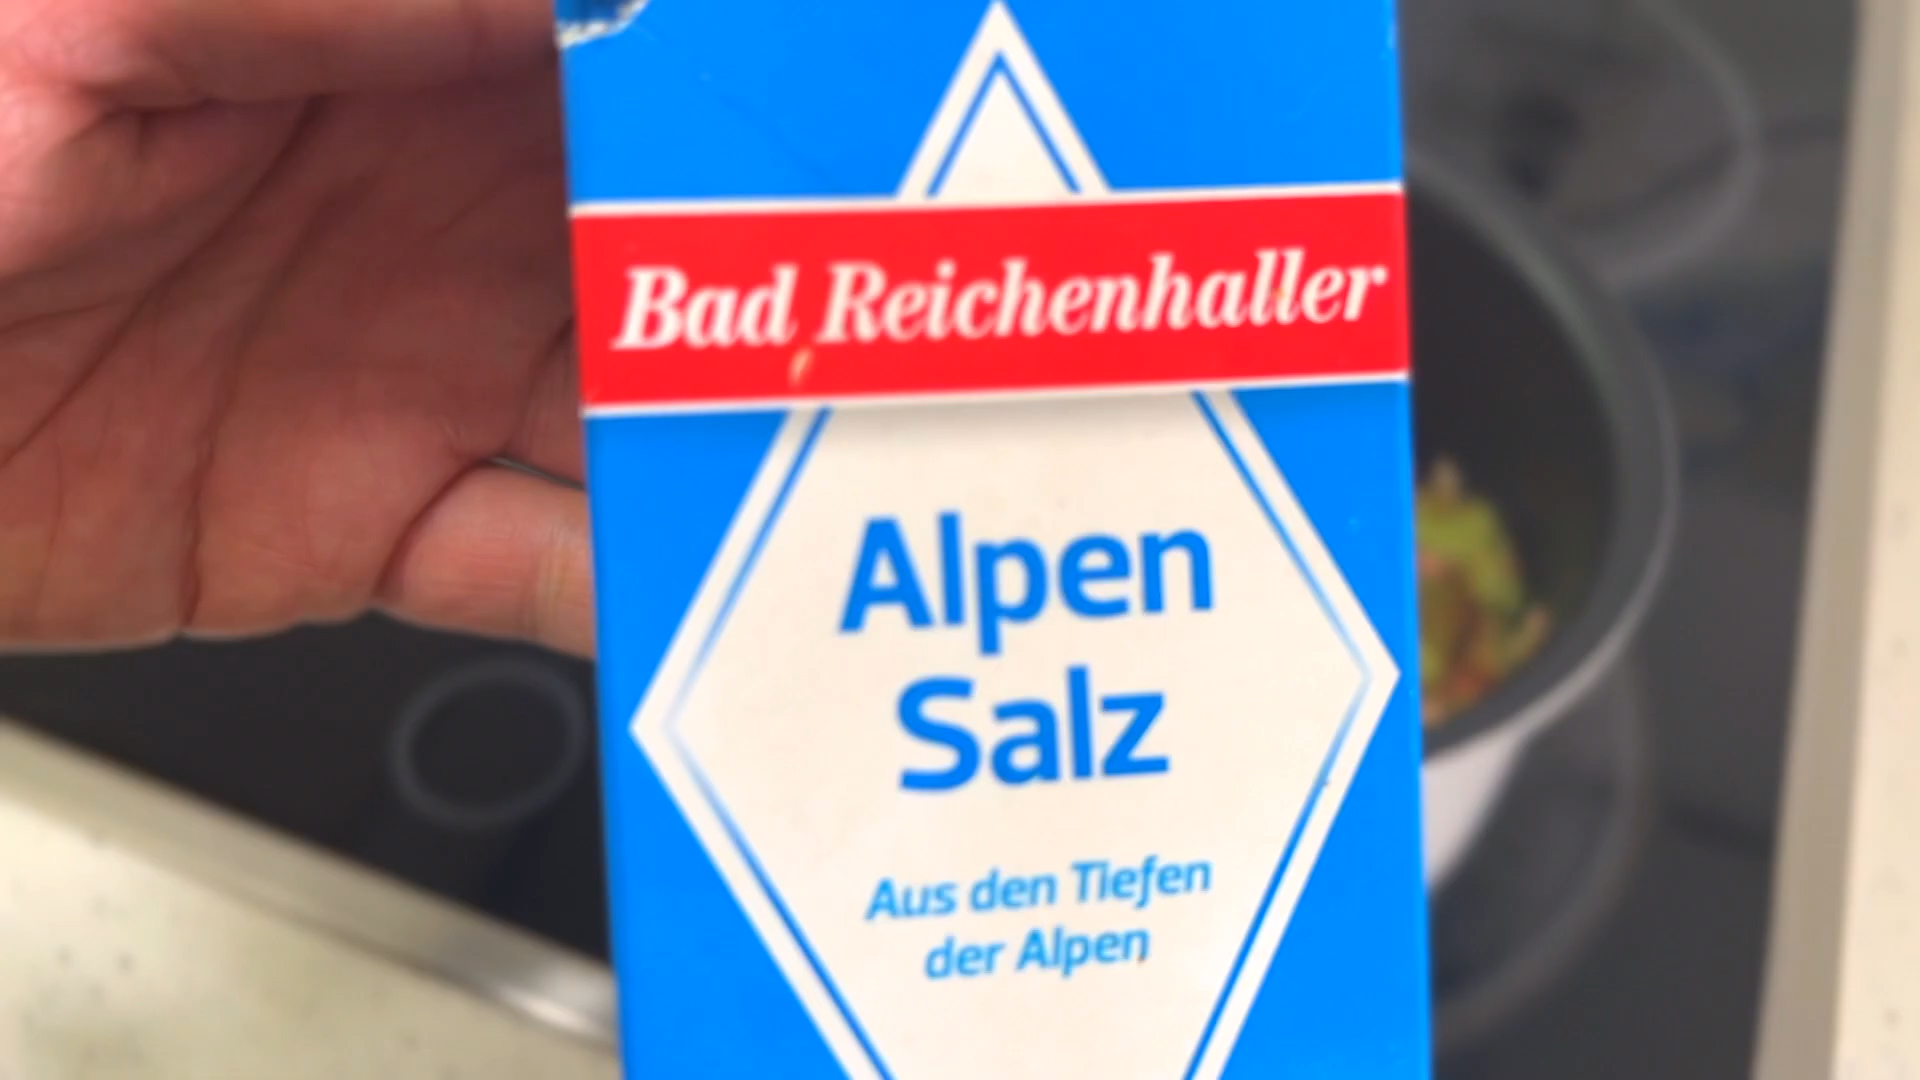 Bad Reichenhaller
Alpen
Salz
Aus den Tiefen
der Alpen